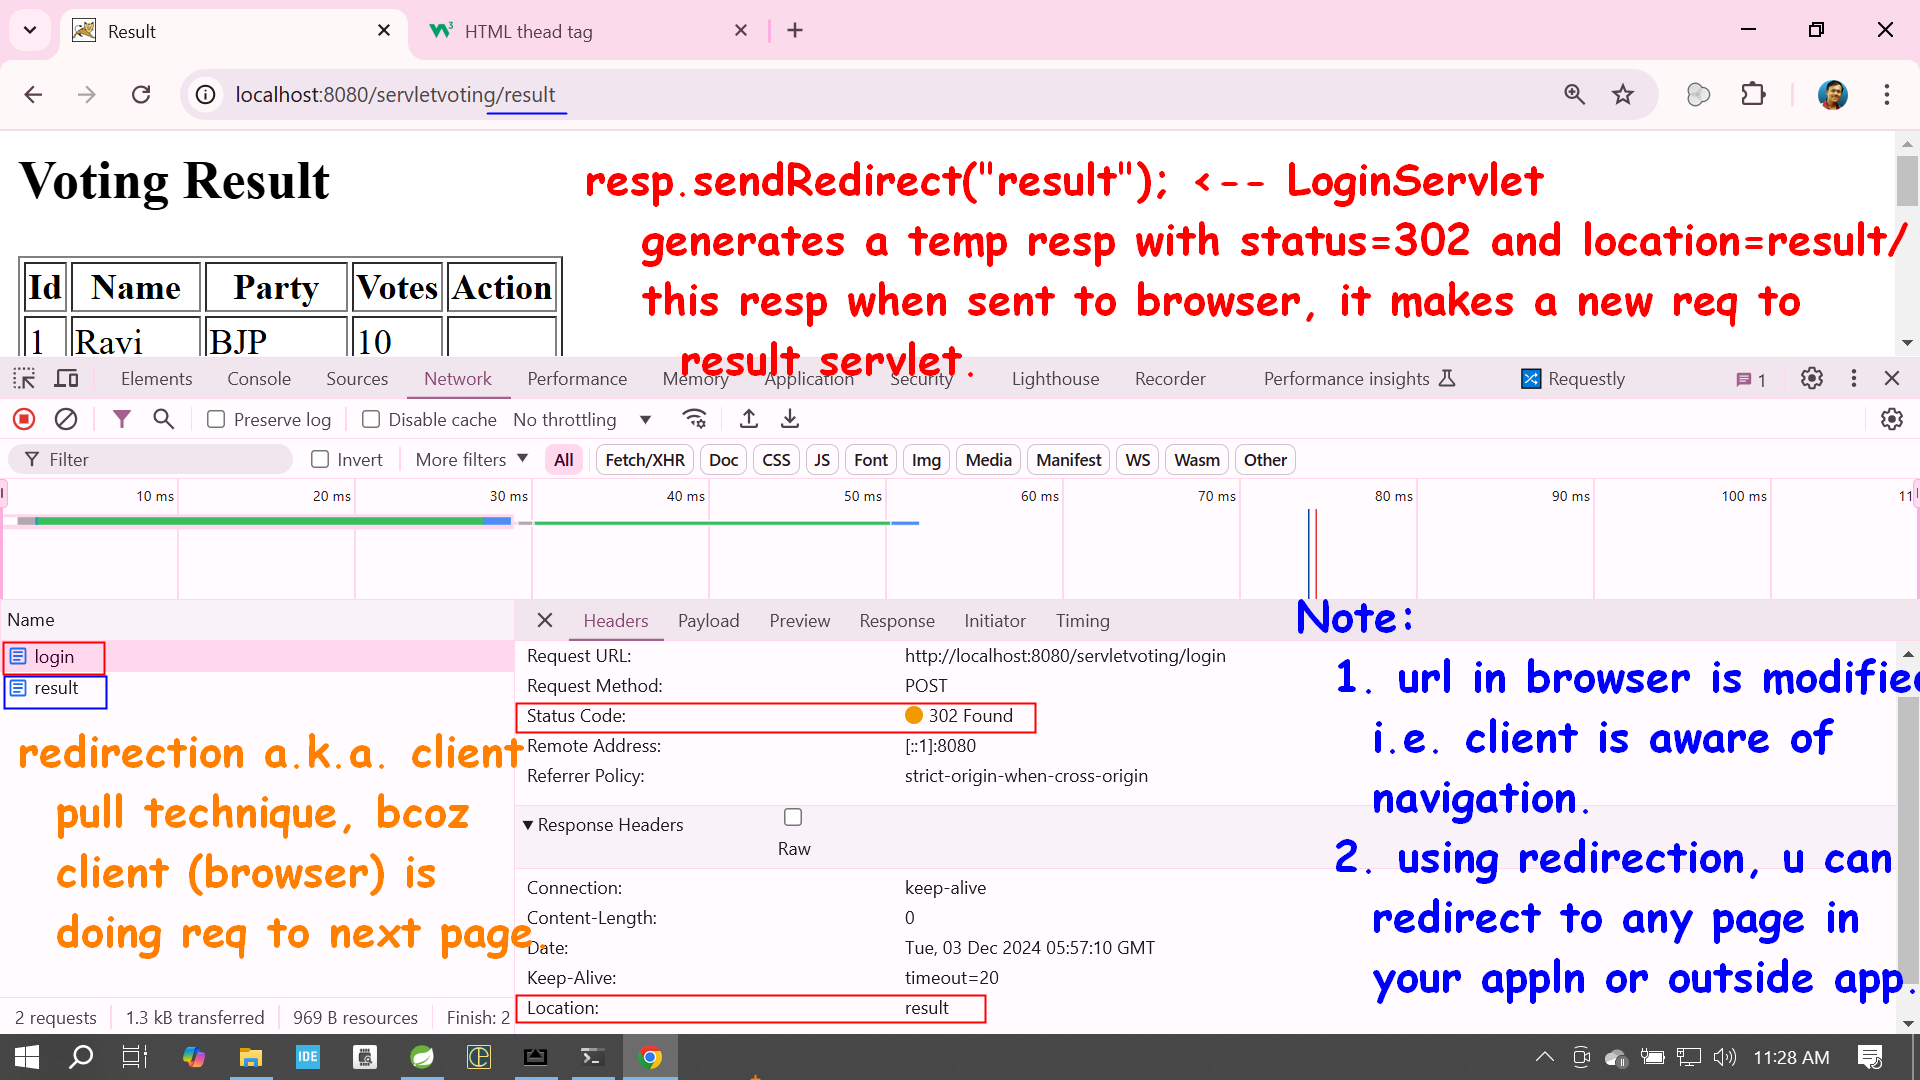 Result
HTML thead tag
localhost:8080/servletvoting/result
Voting Result
Id Name Party Votes Action
1 Ravi BJP 10
resp.sendRedirect("result"); <-- LoginServlet
generates a temp resp with status=302 and location=result/
this resp when sent to browser, it makes a new req to
result servlet.
Elements Console Sources Network Performance Memory Application Security Lighthouse Recorder Performance insights Requestly 1
Preserve log Disable cache No throttling
Filter Invert More filters All Fetch/XHR Doc CSS JS Font Img Media Manifest WS Wasm Other
10 ms 20 ms 30 ms 40 ms 50 ms 60 ms 70 ms 80 ms 90 ms 100 ms 11
Name
login
result
redirection a.k.a. client
pull technique, bcoz
client (browser) is
doing req to next page.
2 requests 1.3 kB transferred 969 B resources Finish: 2
Headers Payload Preview Response Initiator Timing
Request URL: http://localhost:8080/servletvoting/login
Request Method: POST
Status Code: 302 Found
Remote Address: [::1]:8080
Referrer Policy: strict-origin-when-cross-origin
Response Headers
Raw
Connection: keep-alive
Content-Length: 0
Date: Tue, 03 Dec 2024 05:57:10 GMT
Keep-Alive: timeout=20
Location: result
Note:
1. url in browser is modified
i.e. client is aware of
navigation.
2. using redirection, u can
redirect to any page in
your appln or outside app.
IDE
11:28 AM